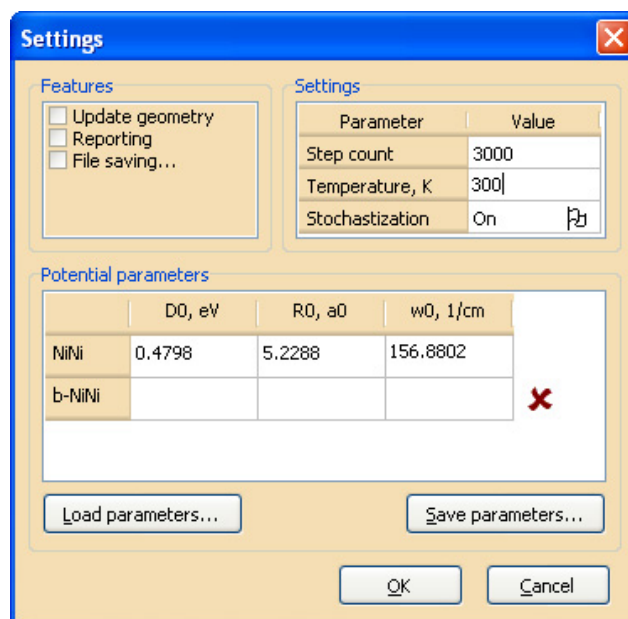 Settings
Features
Update geometry
Reporting
File saving...
Settings
Parameter Value
Step count 3000
Temperature, K 300
Stochastization On
Potential parameters
D0, eV R0, a0 w0, 1/cm
NiNi 0.4798 5.2288 156.8802
b-NiNi
Load parameters... Save parameters...
OK Cancel